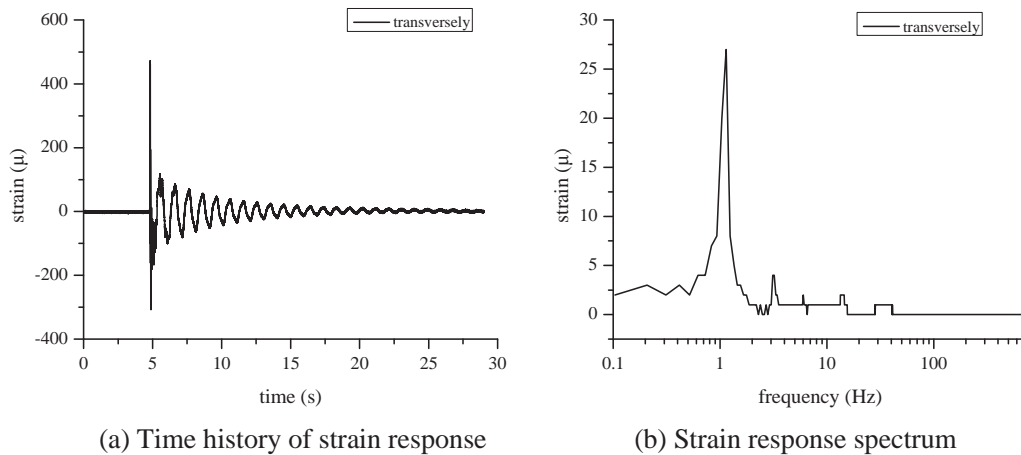 transversely
600
400
200
0
-200
-400
strain (μ)
0 5 10 15 20 25 30
time (s)
(a) Time history of strain response
transversely
30
25
20
15
10
5
0
strain (μ)
0.1 1 10 100
frequency (Hz)
(b) Strain response spectrum